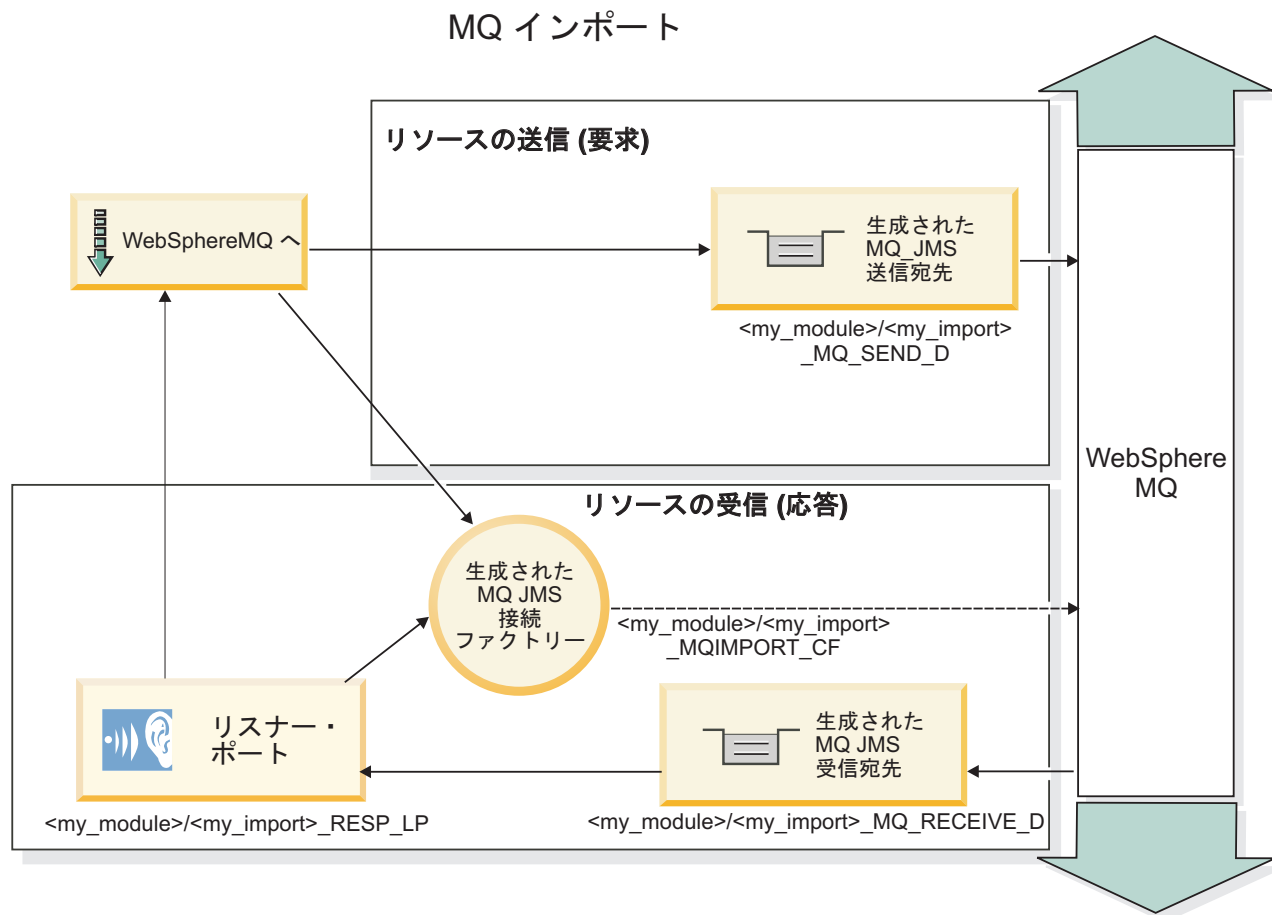 MQ インポート
リソースの送信 (要求)
WebSphereMQ へ
生成された
MQ_JMS
送信宛先
<my_module>/<my_import>
_MQ_SEND_D
WebSphere
MQ
リソースの受信 (応答)
生成された
MQ JMS
接続
ファクトリー
<my_module>/<my_import>
_MQIMPORT_CF
リスナー・
ポート
<my_module>/<my_import>_RESP_LP
生成された
MQ JMS
受信宛先
<my_module>/<my_import>_MQ_RECEIVE_D